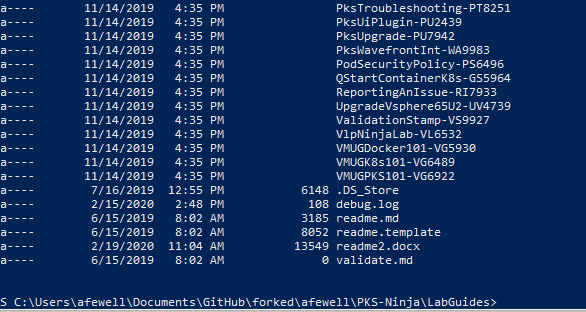 a---- 11/14/2019 4:35 PM PksTroubleshooting-PT8251
a---- 11/14/2019 4:35 PM PksUiPlugin-PU2439
a---- 11/14/2019 4:35 PM PksUpgrade-PU7942
a---- 11/14/2019 4:35 PM PksWavefrontInt-WA9983
a---- 11/14/2019 4:35 PM PodSecurityPolicy-PS6496
a---- 11/14/2019 4:35 PM QStartContainerK8s-GS5964
a---- 11/14/2019 4:35 PM ReportingAnIssue-RI7933
a---- 11/14/2019 4:35 PM UpgradeVsphere65U2-UV4739
a---- 11/14/2019 4:35 PM ValidationStamp-VS9927
a---- 11/14/2019 4:35 PM VlpNinjaLab-VL6532
a---- 11/14/2019 4:35 PM VMUGDocker101-VG5930
a---- 11/14/2019 4:35 PM VMUGK8s101-VG6489
a---- 11/14/2019 4:35 PM VMUGPKS101-VG6922
a---- 7/16/2019 12:55 PM 6148 .DS_Store
a---- 2/15/2020 2:48 PM 108 debug.log
a---- 6/15/2019 8:02 AM 3185 readme.md
a---- 6/15/2019 8:02 AM 8052 readme.template
a---- 2/19/2020 11:04 AM 13549 readme2.docx
a---- 6/15/2019 8:02 AM 0 validate.md
S C:\Users\afewell\Documents\GitHub\forked\afewell\PKS-Ninja\LabGuides>